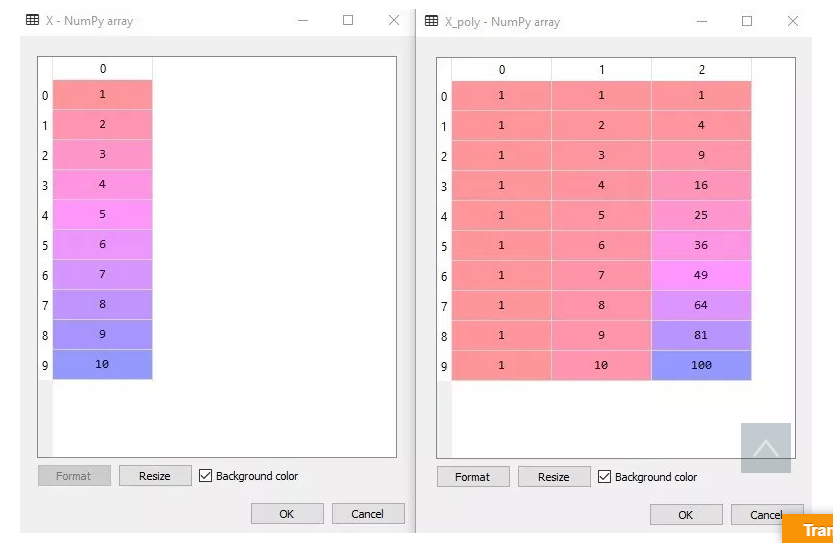 X - NumPy array
0
0 1
1 2
2 3
3 4
4 5
5 6
6 7
7 8
8 9
9 10
Format Resize Background color
OK Cancel
X_poly - NumPy array
0 1 2
0 1 1 1
1 1 2 4
2 1 3 9
3 1 4 16
4 1 5 25
5 1 6 36
6 1 7 49
7 1 8 64
8 1 9 81
9 1 10 100
Format Resize Background color
OK Cancel
Tran